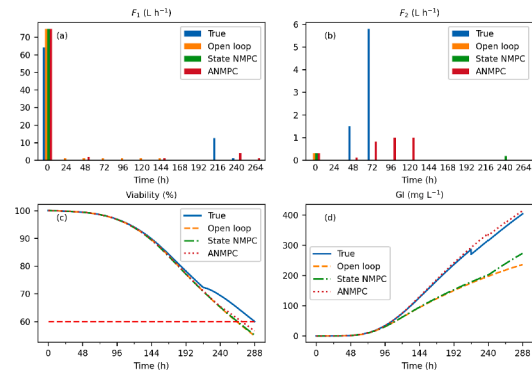 F₁ (L h⁻¹)
(a)
True
Open loop
State NMPC
ANMPC
70
60
50
40
30
20
10
0
0 24 48 72 96 120 144 168 192 216 240 264
Time (h)
F₂ (L h⁻¹)
(b)
True
Open loop
State NMPC
ANMPC
6
5
4
3
2
1
0
0 24 48 72 96 120 144 168 192 216 240 264
Time (h)
Viability (%)
(c)
True
Open loop
State NMPC
ANMPC
100
90
80
70
60
0 48 96 144 192 240 288
Time (h)
GI (mg L⁻¹)
(d)
True
Open loop
State NMPC
ANMPC
400
300
200
100
0
0 48 96 144 192 240 288
Time (h)